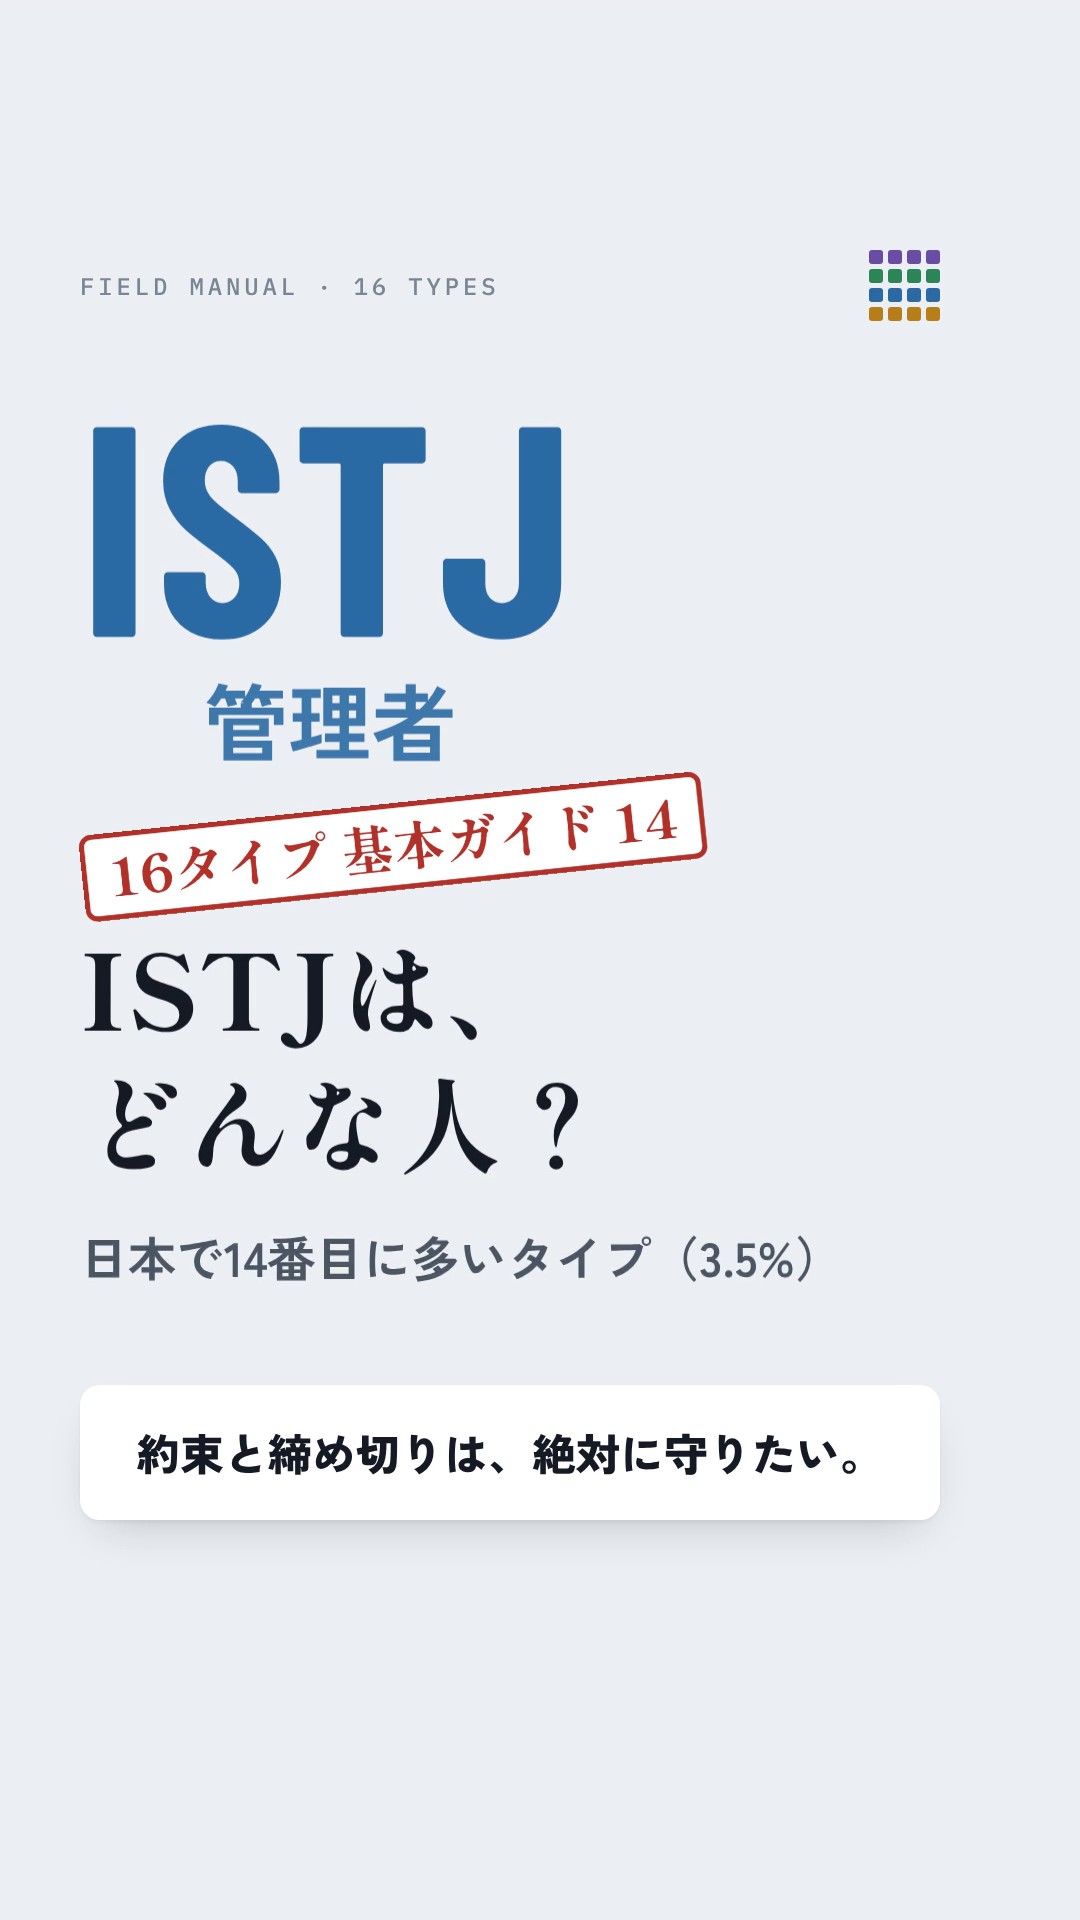 FIELD MANUAL · 16 TYPES
ISTJ
管理者
16タイプ 基本ガイド 14
ISTJは、
どんな人？
日本で14番目に多いタイプ（3.5%）
約束と締め切りは、絶対に守りたい。